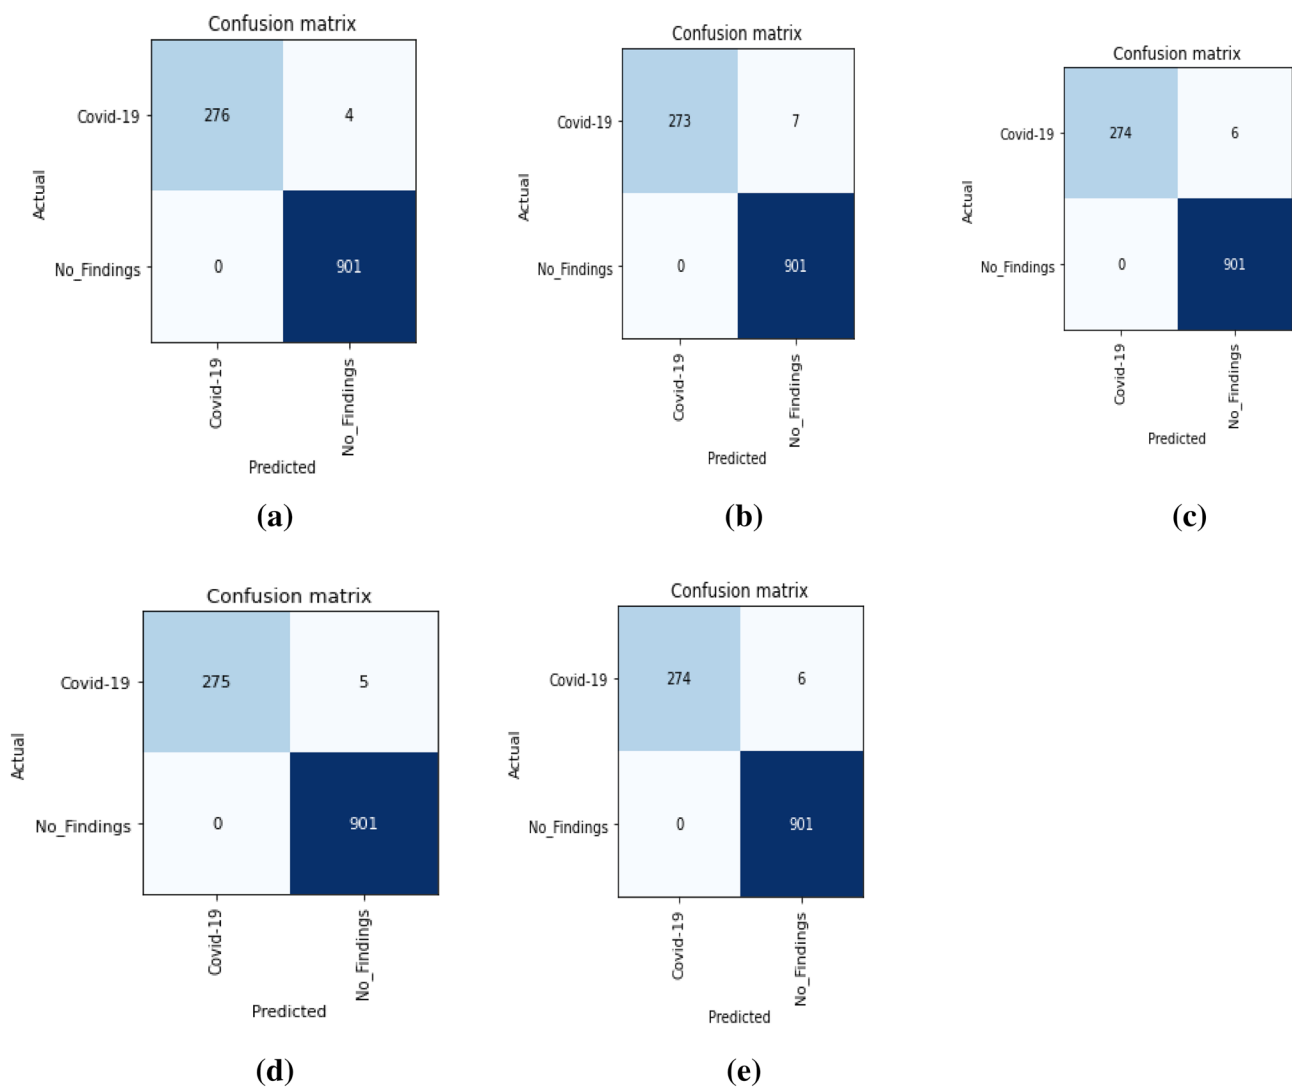 Confusion matrix
Covid-19
276
4
Actual
No_Findings
0
901
Covid-19
No_Findings
Predicted
(a)
Confusion matrix
Covid-19
273
7
Actual
No_Findings
0
901
Covid-19
No_Findings
Predicted
(b)
Confusion matrix
Covid-19
274
6
Actual
No_Findings
0
901
Covid-19
No_Findings
Predicted
(c)
Confusion matrix
Covid-19
275
5
Actual
No_Findings
0
901
Covid-19
No_Findings
Predicted
(d)
Confusion matrix
Covid-19
274
6
Actual
No_Findings
0
901
Covid-19
No_Findings
Predicted
(e)